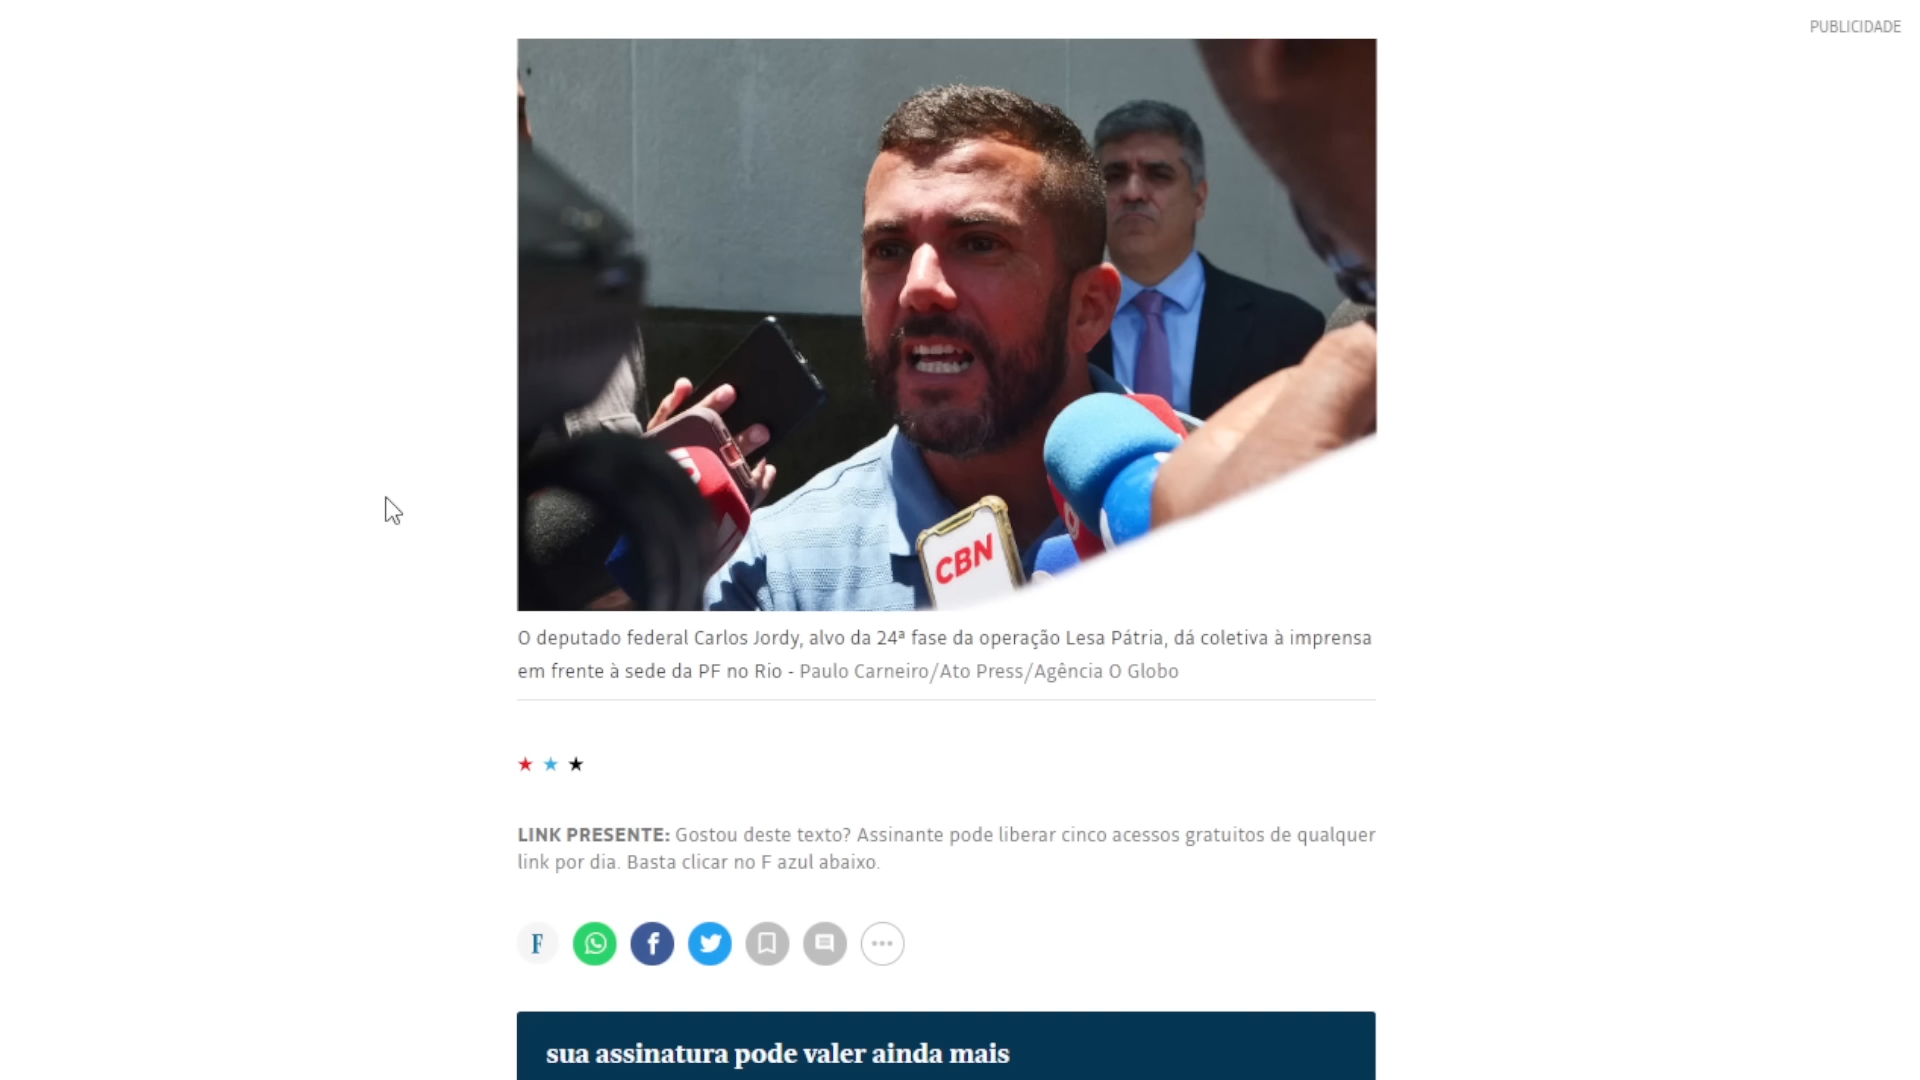 PUBLICIDADE
CBN
O deputado federal Carlos Jordy, alvo da 24ª fase da operação Lesa Pátria, dá coletiva à imprensa
em frente à sede da PF no Rio - Paulo Carneiro/Ato Press/Agência O Globo
LINK PRESENTE: Gostou deste texto? Assinante pode liberar cinco acessos gratuitos de qualquer
link por dia. Basta clicar no F azul abaixo.
F
sua assinatura pode valer ainda mais